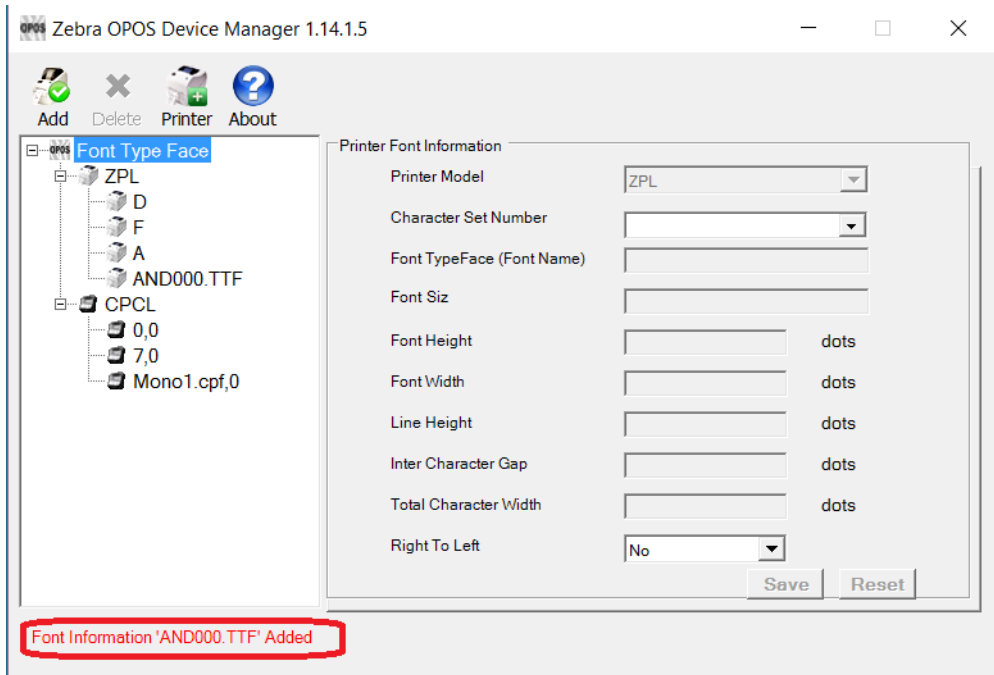 OPOS Zebra OPOS Device Manager 1.14.1.5
Add Delete Printer About
OPOS Font Type Face
ZPL
D
F
A
AND000.TTF
CPCL
0,0
7,0
Mono1.cpf,0
Printer Font Information
Printer Model ZPL
Character Set Number
Font TypeFace (Font Name)
Font Siz
Font Height dots
Font Width dots
Line Height dots
Inter Character Gap dots
Total Character Width dots
Right To Left No
Save Reset
Font Information 'AND000.TTF' Added